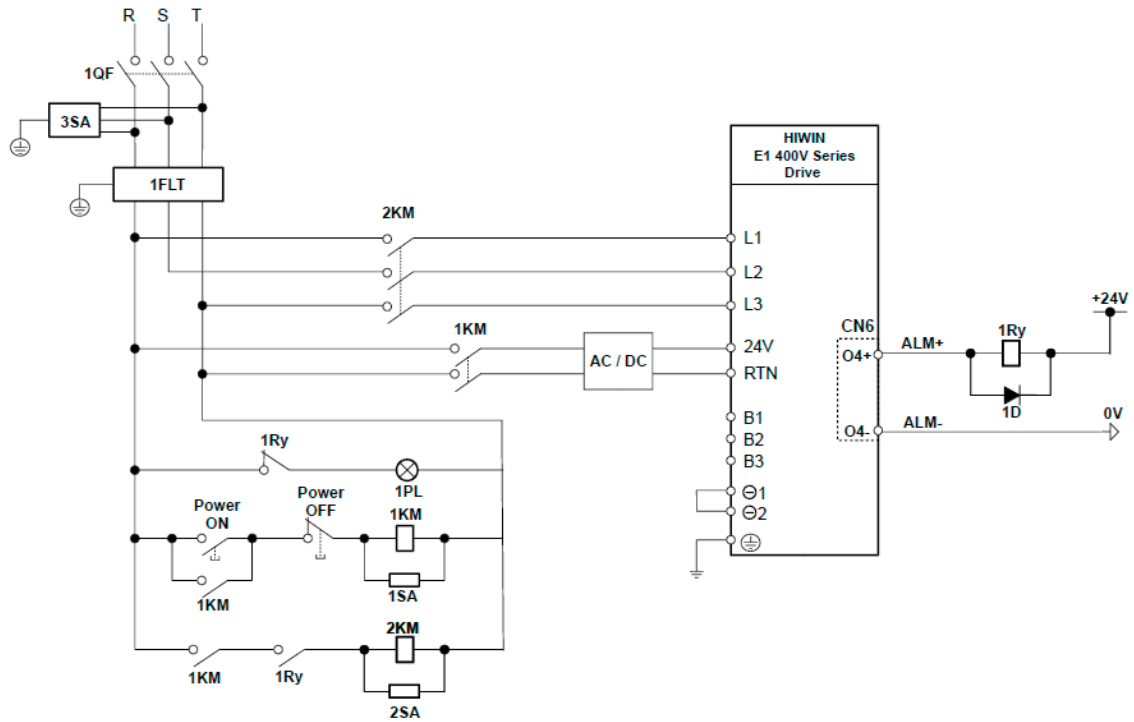 R S T
1QF
3SA
1FLT
HIWIN
E1 400V Series
Drive
2KM
L1
L2
L3
1KM
24V
RTN
AC / DC
CN6
O4+
ALM+
1Ry
+24V
1D
O4-
ALM-
0V
B1
B2
B3
⊖1
⊖2
1Ry
1PL
Power
ON
Power
OFF
1KM
1SA
1KM
2KM
1KM
1Ry
2SA